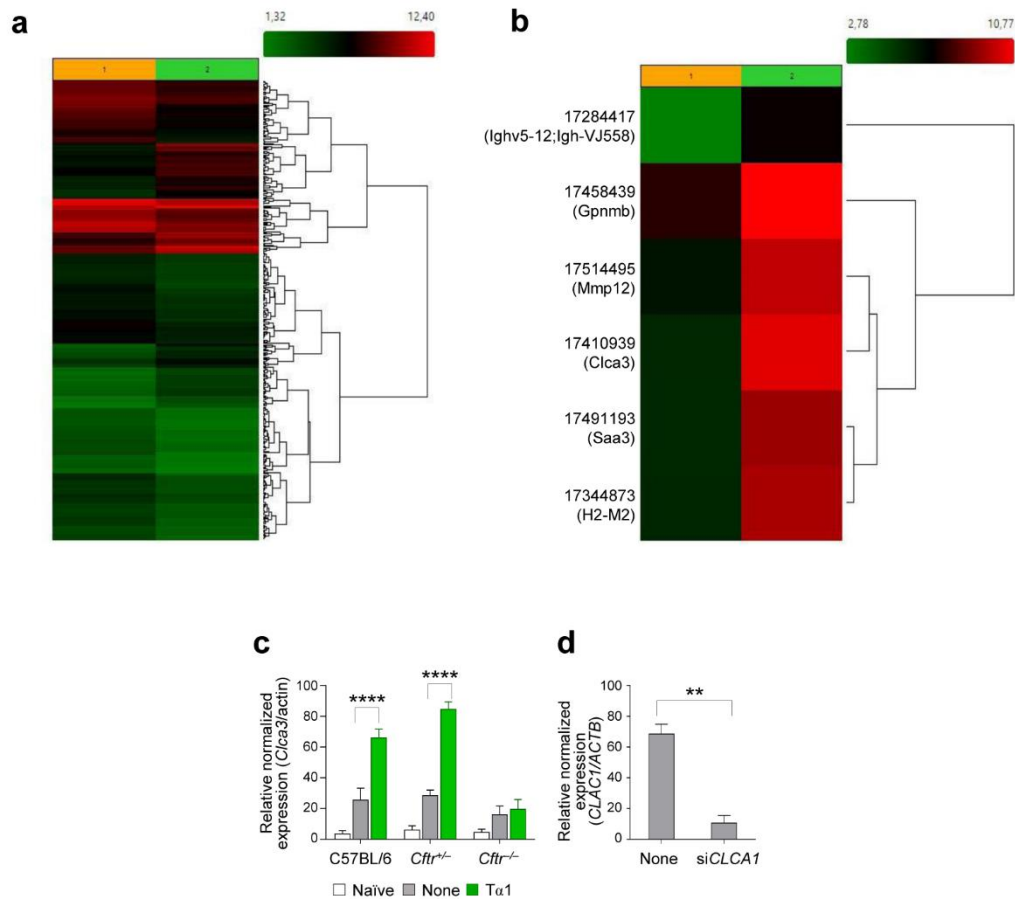 a
1,32 12,40
1 2
b
2,78 10,77
1 2
17284417
(Ighv5-12;Igh-VJ558)
17458439
(Gpnmb)
17514495
(Mmp12)
17410939
(Clca3)
17491193
(Saa3)
17344873
(H2-M2)
c
Relative normalized
expression (Clca3/actin)
100
80
60
40
20
0
****
****
C57BL/6 Cftr+/– Cftr–/–
Naïve None Tα1
d
Relative normalized
expression
(CLAC1/ACTB)
100
80
60
40
20
0
**
None siCLCA1